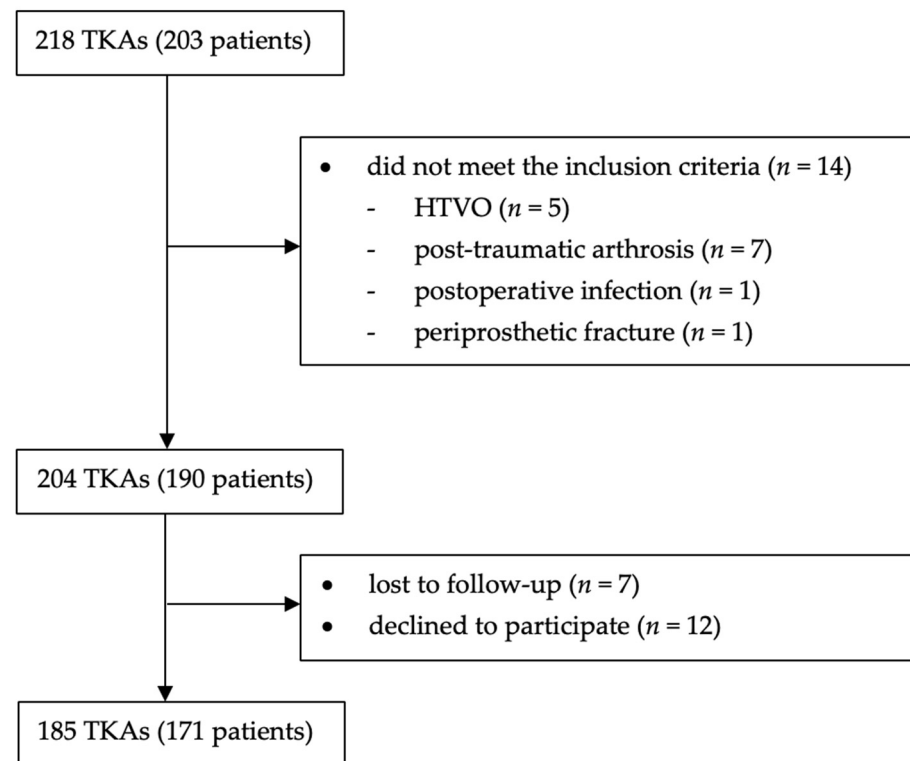 218 TKAs (203 patients)
• did not meet the inclusion criteria (n = 14)
- HTVO (n = 5)
- post-traumatic arthrosis (n = 7)
- postoperative infection (n = 1)
- periprosthetic fracture (n = 1)
204 TKAs (190 patients)
• lost to follow-up (n = 7)
• declined to participate (n = 12)
185 TKAs (171 patients)